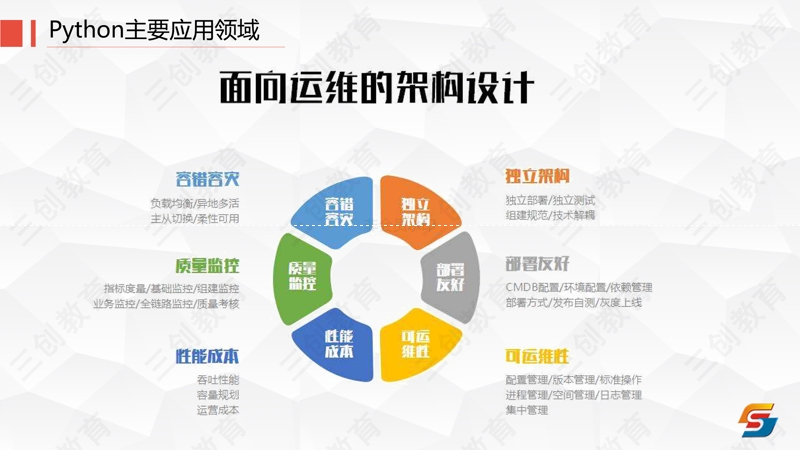 Python主要应用领域
面向运维的架构设计
容错容灾
负载均衡/异地多活
主从切换/柔性可用
质量监控
指标度量/基础监控/组建监控
业务监控/全链路监控/质量考核
性能成本
吞吐性能
容量规划
运营成本
容错
容灾
独立
架构
质量
监控
部署
友好
性能
成本
可运
维性
独立架构
独立部署/独立测试
组建规范/技术解耦
部署友好
CMDB配置/环境配置/依赖管理
部署方式/发布自测/灰度上线
可运维性
配置管理/版本管理/标准操作
进程管理/空间管理/日志管理
集中管理
三创教育